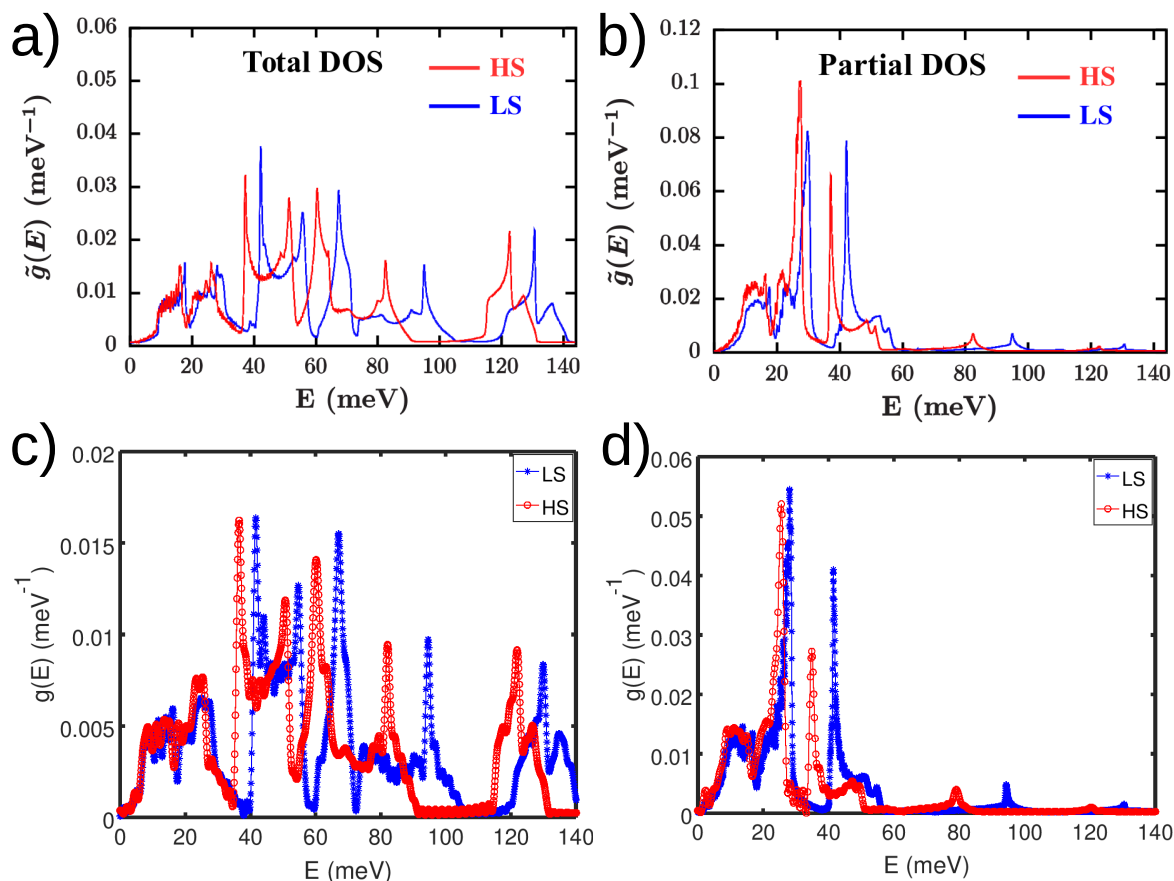 a)
Total DOS
HS
LS
0.06
0.05
0.04
0.03
0.02
0.01
0
g̃(E) (meV⁻¹)
0 20 40 60 80 100 120 140
E (meV)
b)
Partial DOS
HS
LS
0.12
0.1
0.08
0.06
0.04
0.02
0
g̃(E) (meV⁻¹)
0 20 40 60 80 100 120 140
E (meV)
c)
LS
HS
0.02
0.015
0.01
0.005
0
g(E) (meV⁻¹)
0 20 40 60 80 100 120 140
E (meV)
d)
LS
HS
0.06
0.05
0.04
0.03
0.02
0.01
0
g(E) (meV⁻¹)
0 20 40 60 80 100 120 140
E (meV)